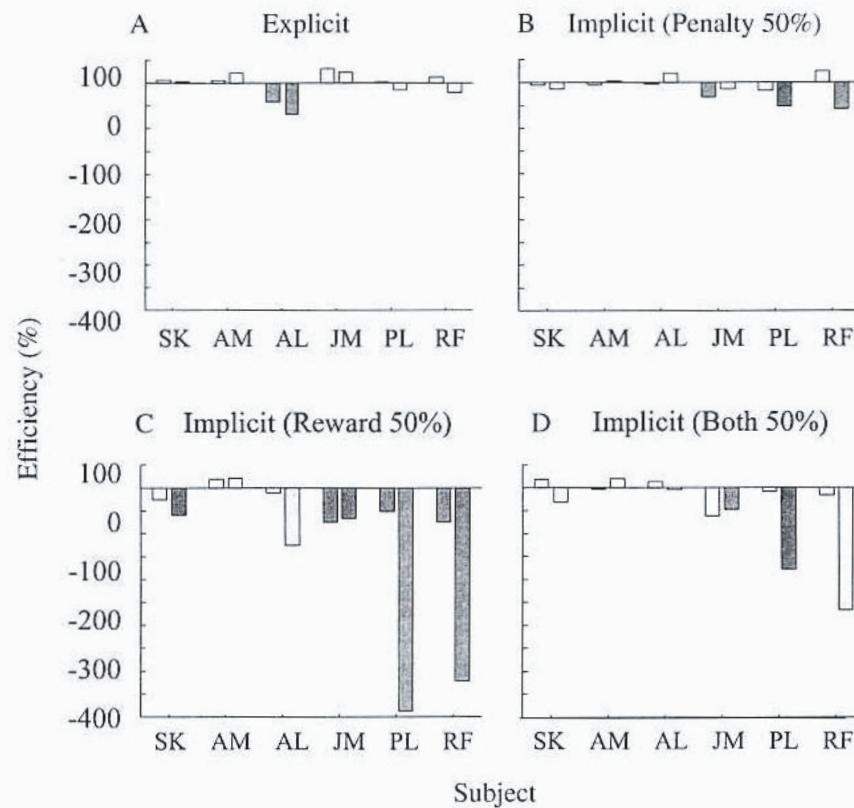 A Explicit
B Implicit (Penalty 50%)
100
0
-100
-200
-300
-400
SK AM AL JM PL RF
SK AM AL JM PL RF
Efficiency (%)
C Implicit (Reward 50%)
D Implicit (Both 50%)
100
0
-100
-200
-300
-400
SK AM AL JM PL RF
SK AM AL JM PL RF
Subject